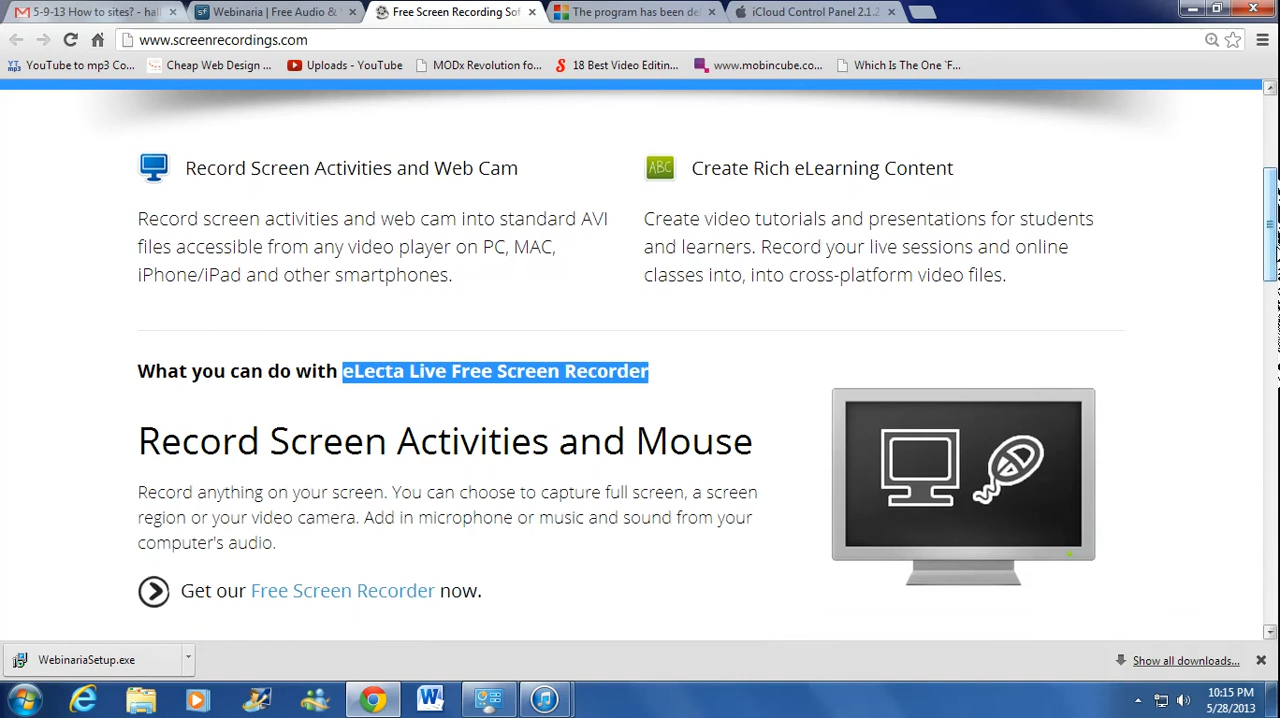 5-9-13 How to sites? - hal
Webinaria | Free Audio &
Free Screen Recording Sof
The program has been de
iCloud Control Panel 2.1.2
www.screenrecordings.com
YouTube to mp3 Co...
Cheap Web Design ...
Uploads - YouTube
MODx Revolution fo...
18 Best Video Editin...
www.mobincube.co...
Which Is The One 'F...
ABC
Record Screen Activities and Web Cam
Record screen activities and web cam into standard AVI
files accessible from any video player on PC, MAC,
iPhone/iPad and other smartphones.
Create Rich eLearning Content
Create video tutorials and presentations for students
and learners. Record your live sessions and online
classes into, into cross-platform video files.
What you can do with eLecta Live Free Screen Recorder
Record Screen Activities and Mouse
Record anything on your screen. You can choose to capture full screen, a screen
region or your video camera. Add in microphone or music and sound from your
computer's audio.
Get our Free Screen Recorder now.
WebinariaSetup.exe
Show all downloads...
10:15 PM
5/28/2013